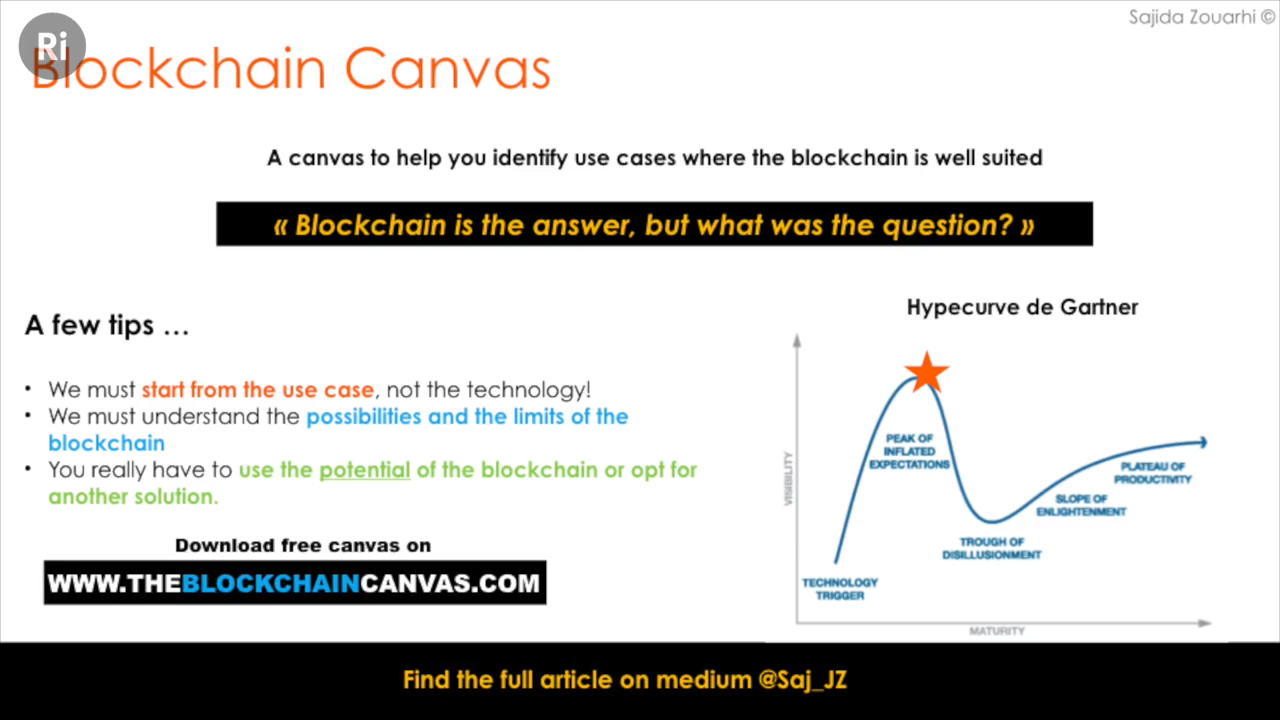 Sajida Zouarhi ©
Ri
Blockchain Canvas
A canvas to help you identify use cases where the blockchain is well suited
« Blockchain is the answer, but what was the question? »
Hypecurve de Gartner
A few tips …
• We must start from the use case, not the technology!
• We must understand the possibilities and the limits of the
blockchain
• You really have to use the potential of the blockchain or opt for
another solution.
Download free canvas on
WWW.THEBLOCKCHAINCANVAS.COM
VISIBILITY
PEAK OF
INFLATED
EXPECTATIONS
PLATEAU OF
PRODUCTIVITY
SLOPE OF
ENLIGHTENMENT
TROUGH OF
DISILLUSIONMENT
TECHNOLOGY
TRIGGER
MATURITY
Find the full article on medium @Saj_JZ